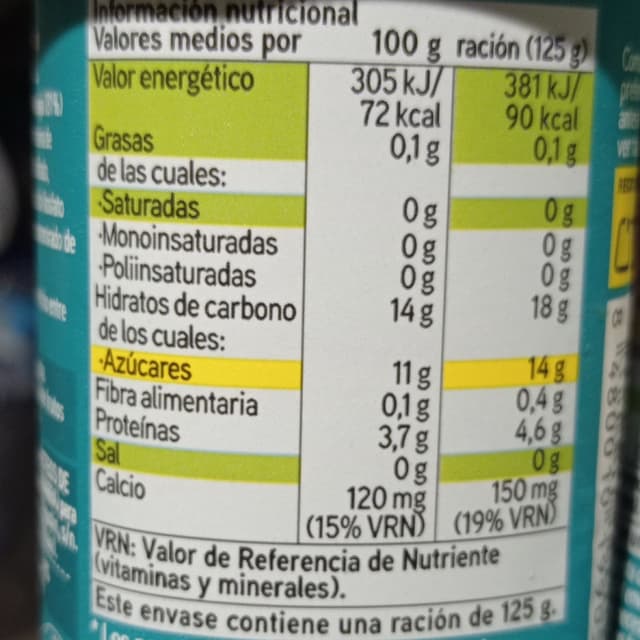 Información nutricional
Valores medios por 100 g ración (125 g)
Valor energético 305 kJ/ 381 kJ/
72 kcal 90 kcal
Grasas 0,1 g 0,1 g
de las cuales:
·Saturadas 0 g 0 g
·Monoinsaturadas 0 g 0 g
·Poliinsaturadas 0 g 0 g
Hidratos de carbono 14 g 18 g
de los cuales:
·Azúcares 11 g 14 g
Fibra alimentaria 0,1 g 0,4 g
Proteínas 3,7 g 4,6 g
Sal 0 g 0 g
Calcio 120 mg 150 mg
(15% VRN) (19% VRN)
VRN: Valor de Referencia de Nutriente
(vitaminas y minerales).
Este envase contiene una ración de 125 g.